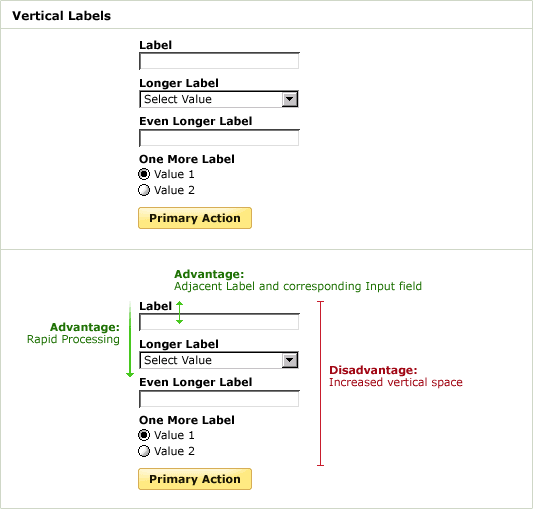 Vertical Labels
Label
Longer Label
Select Value
Even Longer Label
One More Label
Value 1
Value 2
Primary Action
Advantage:
Adjacent Label and corresponding Input field
Label
Advantage:
Rapid Processing
Longer Label
Select Value
Disadvantage:
Increased vertical space
Even Longer Label
One More Label
Value 1
Value 2
Primary Action